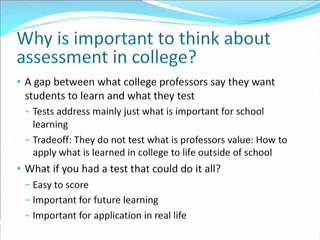 Why is important to think about
assessment in college?
• A gap between what college professors say they want
students to learn and what they test
– Tests address mainly just what is important for school
learning
– Tradeoff: They do not test what is professors value: How to
apply what is learned in college to life outside of school
• What if you had a test that could do it all?
– Easy to score
– Important for future learning
– Important for application in real life